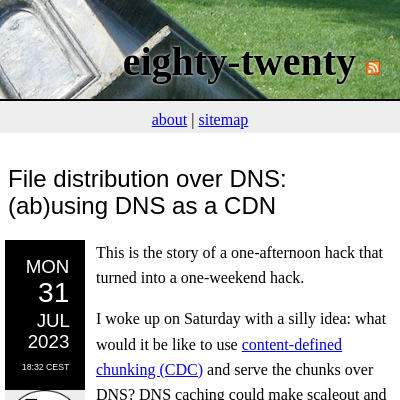 eighty-twenty
about | sitemap
File distribution over DNS:
(ab)using DNS as a CDN
MON
31
JUL
2023
18:32 CEST
This is the story of a one-afternoon hack that
turned into a one-weekend hack.
I woke up on Saturday with a silly idea: what
would it be like to use content-defined
chunking (CDC) and serve the chunks over
DNS? DNS caching could make scaleout and